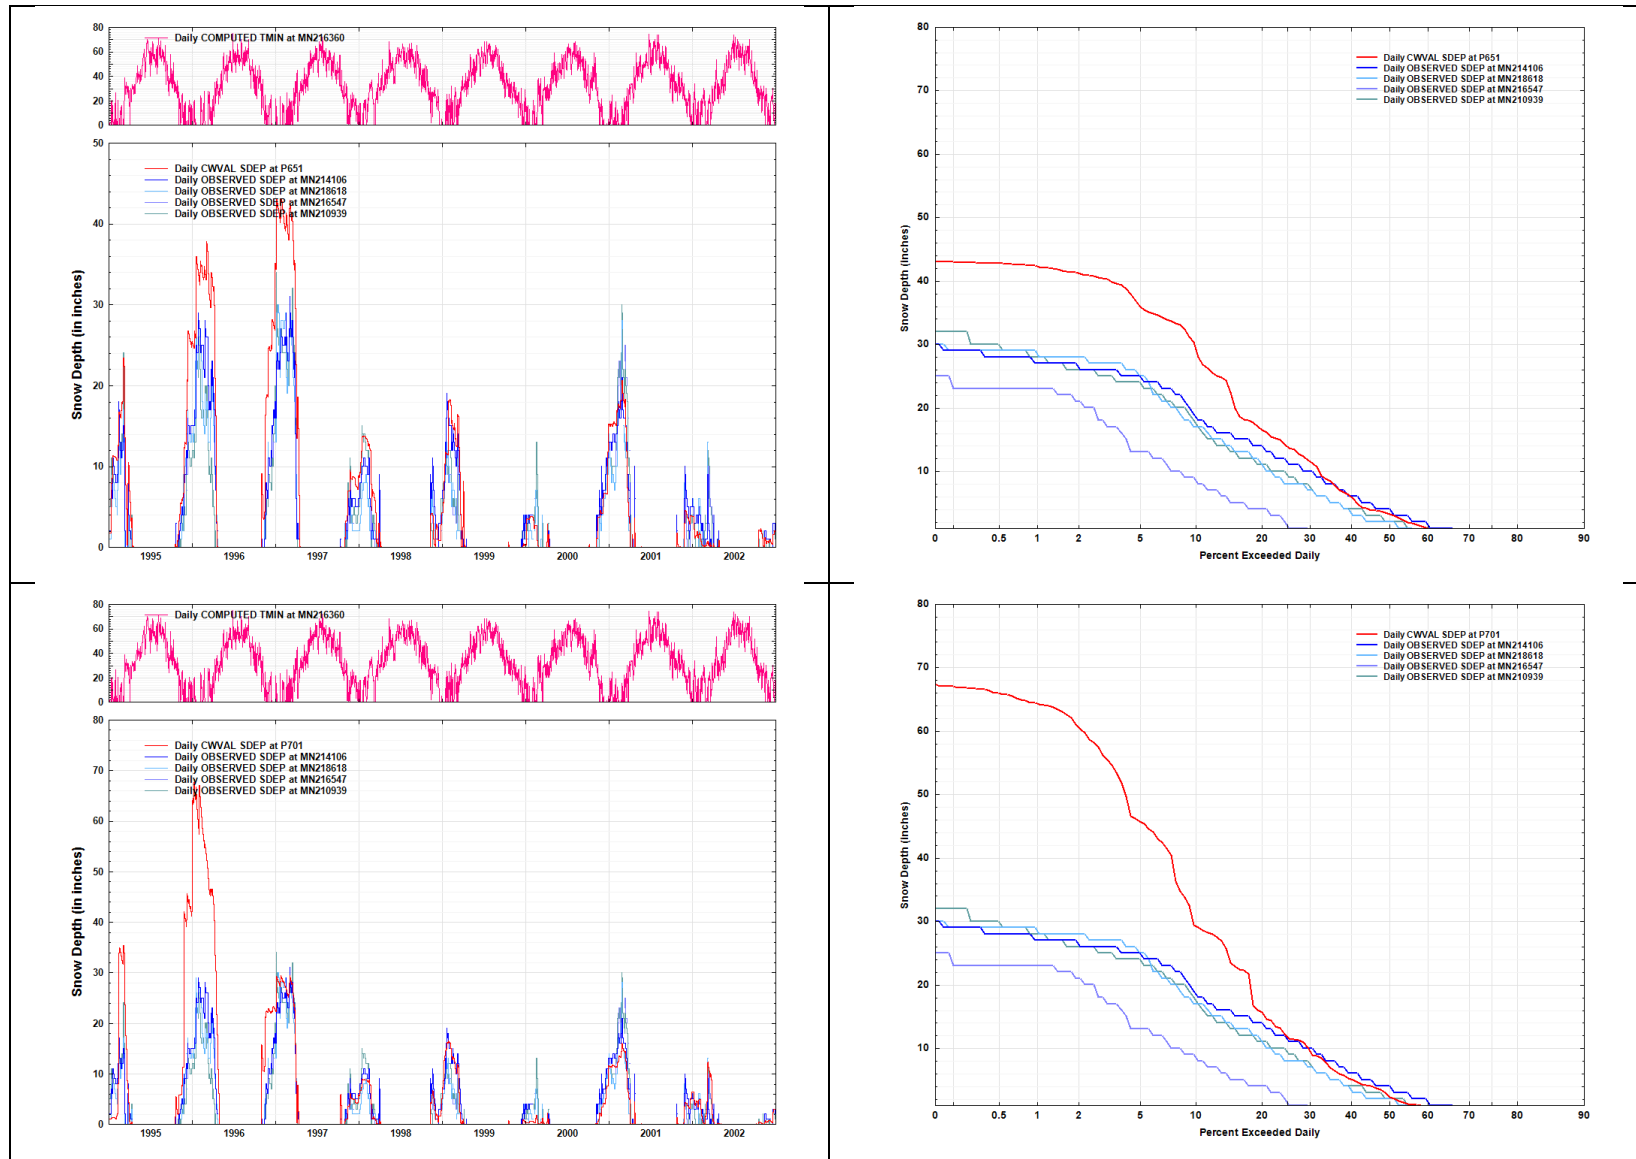 80
60
40
20
0
Daily COMPUTED TMIN at MN216360
50
40
30
20
10
0
Snow Depth (in inches)
Daily CWVAL SDEP at P651
Daily OBSERVED SDEP at MN214106
Daily OBSERVED SDEP at MN218618
Daily OBSERVED SDEP at MN216547
Daily OBSERVED SDEP at MN210939
1995 1996 1997 1998 1999 2000 2001 2002
80
70
60
50
40
30
20
10
Snow Depth (Inches)
Daily CWVAL SDEP at P651
Daily OBSERVED SDEP at MN214106
Daily OBSERVED SDEP at MN218618
Daily OBSERVED SDEP at MN216547
Daily OBSERVED SDEP at MN210939
0 0.5 1 2 5 10 20 30 40 50 60 70 80 90
Percent Exceeded Daily
80
60
40
20
0
Daily COMPUTED TMIN at MN216360
80
70
60
50
40
30
20
10
0
Snow Depth (in inches)
Daily CWVAL SDEP at P701
Daily OBSERVED SDEP at MN214106
Daily OBSERVED SDEP at MN218618
Daily OBSERVED SDEP at MN216547
Daily OBSERVED SDEP at MN210939
1995 1996 1997 1998 1999 2000 2001 2002
80
70
60
50
40
30
20
10
Snow Depth (Inches)
Daily CWVAL SDEP at P701
Daily OBSERVED SDEP at MN214106
Daily OBSERVED SDEP at MN218618
Daily OBSERVED SDEP at MN216547
Daily OBSERVED SDEP at MN210939
0 0.5 1 2 5 10 20 30 40 50 60 70 80 90
Percent Exceeded Daily